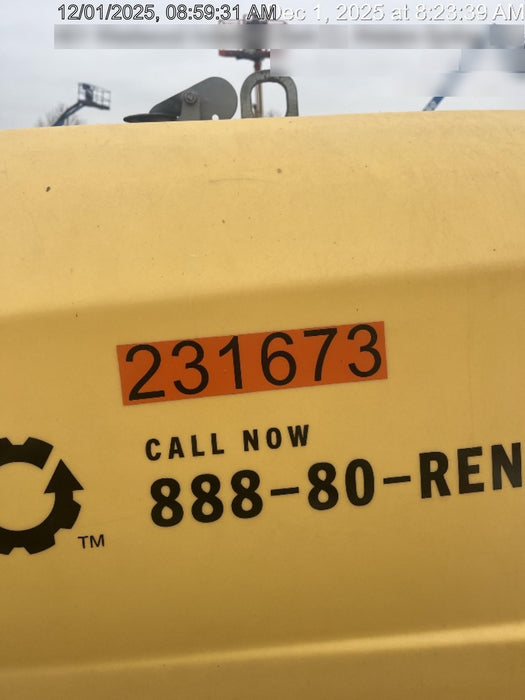 12/01/2025, 08:59:31 AM
Dec 1, 2025 at 8:23:39 AM
231673
CALL NOW
888-80-REN
TM